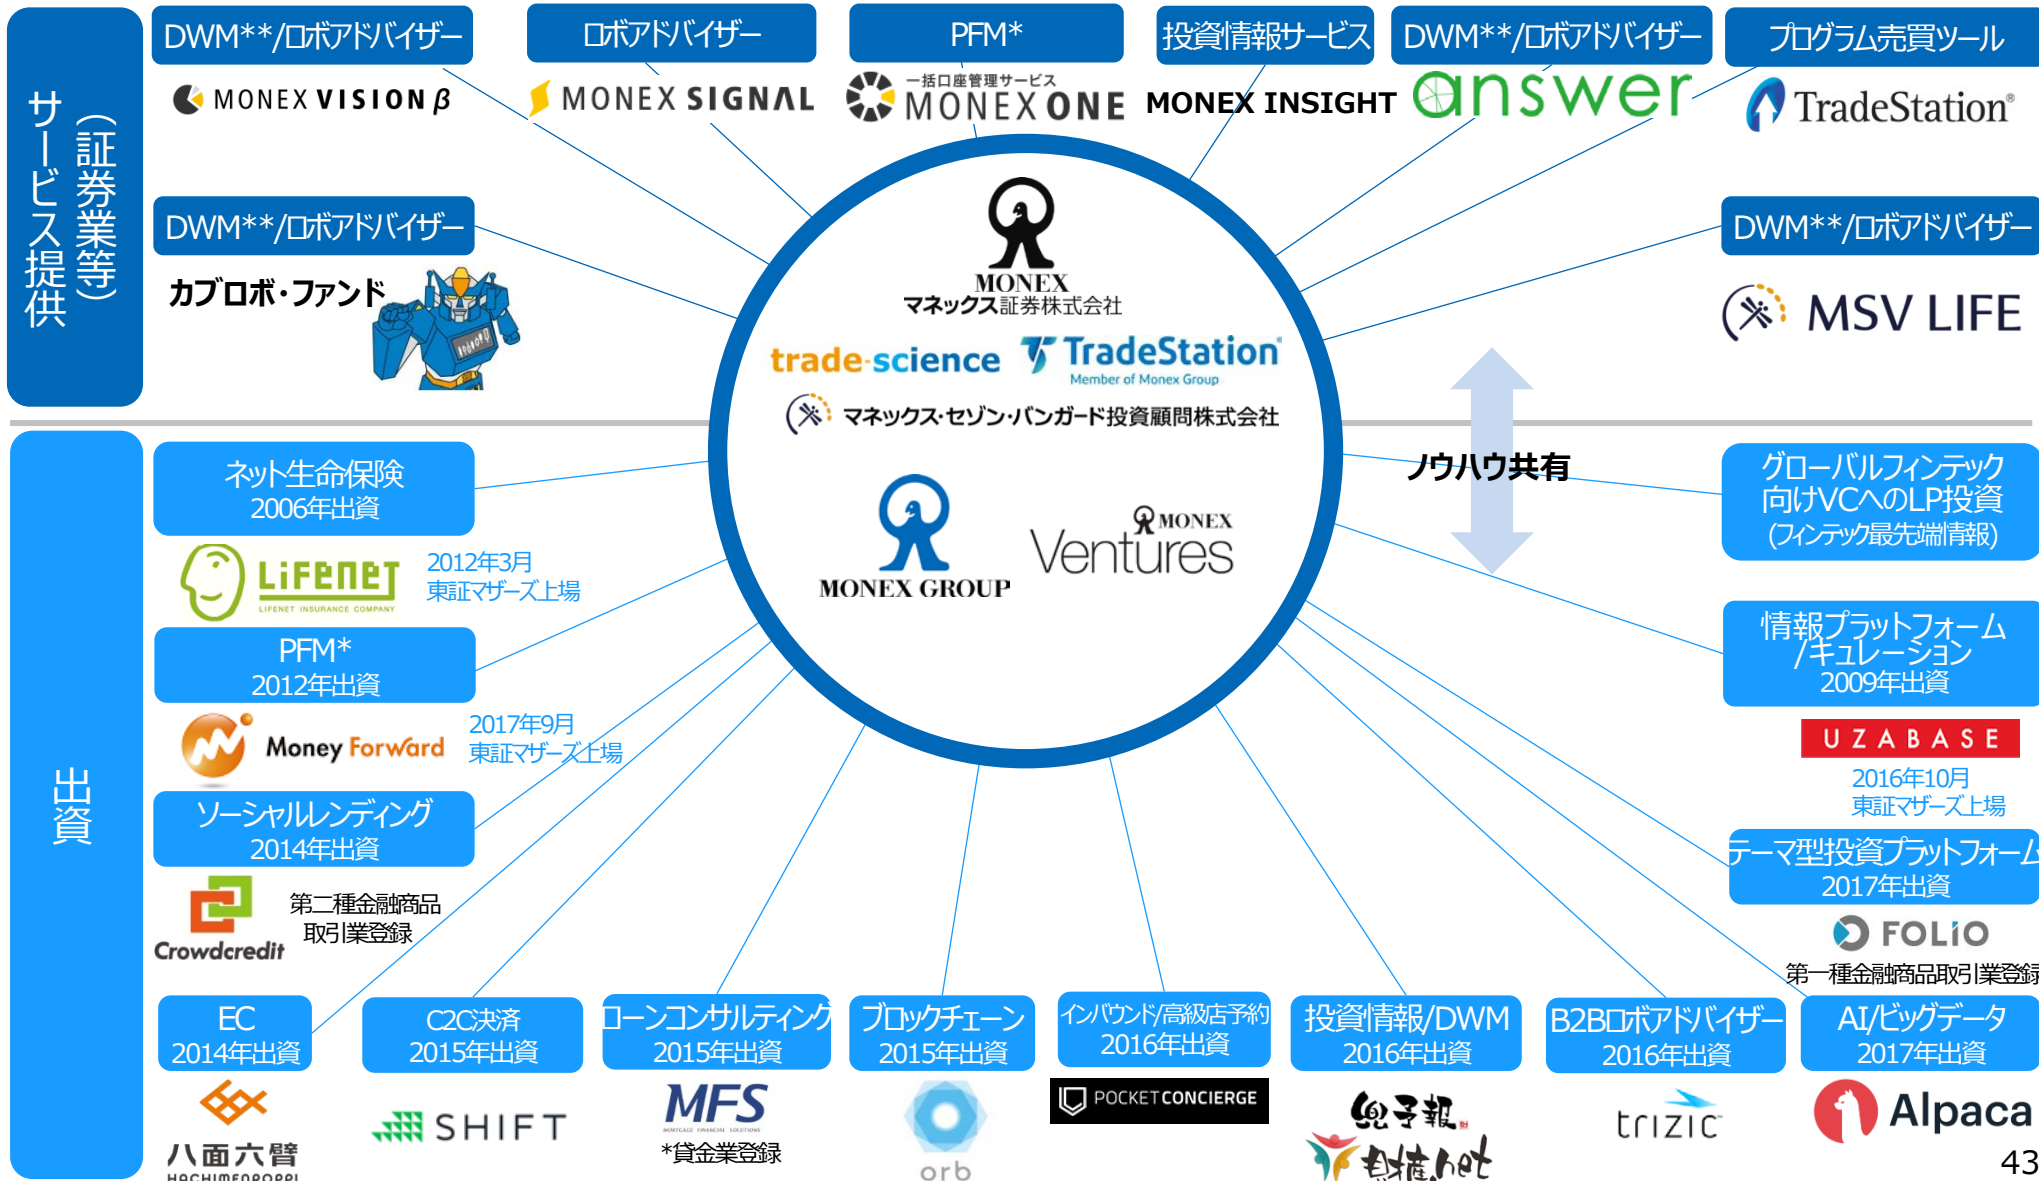 サービス提供
（証券業等）
DWM**/ロボアドバイザー
MONEX VISION β
ロボアドバイザー
MONEX SIGNAL
PFM*
一括口座管理サービス
MONEX ONE
投資情報サービス
MONEX INSIGHT
DWM**/ロボアドバイザー
answer
プログラム売買ツール
TradeStation®
DWM**/ロボアドバイザー
カブロボ・ファンド
DWM**/ロボアドバイザー
MSV LIFE
MONEX
マネックス証券株式会社
trade-science
TradeStation
Member of Monex Group
マネックス・セゾン・バンガード投資顧問株式会社
MONEX GROUP
MONEX
Ventures
ノウハウ共有
出資
ネット生命保険
2006年出資
LIFENET
LIFENET INSURANCE COMPANY
2012年3月
東証マザーズ上場
PFM*
2012年出資
Money Forward
2017年9月
東証マザーズ上場
ソーシャルレンディング
2014年出資
Crowdcredit
第二種金融商品
取引業登録
グローバルフィンテック
向けVCへのLP投資
(フィンテック最先端情報)
情報プラットフォーム
/キュレーション
2009年出資
UZABASE
2016年10月
東証マザーズ上場
テーマ型投資プラットフォーム
2017年出資
FOLIO
第一種金融商品取引業登録
EC
2014年出資
八面六臂
HACHIMENROPPI
C2C決済
2015年出資
SHIFT
ローンコンサルティング
2015年出資
MFS
MORTGAGE FINANCIAL SOLUTIONS
*貸金業登録
ブロックチェーン
2015年出資
orb
インバウンド/高級店予約
2016年出資
POCKET CONCIERGE
投資情報/DWM
2016年出資
兜予報
資産.net
B2Bロボアドバイザー
2016年出資
trizic
AI/ビッグデータ
2017年出資
Alpaca
43